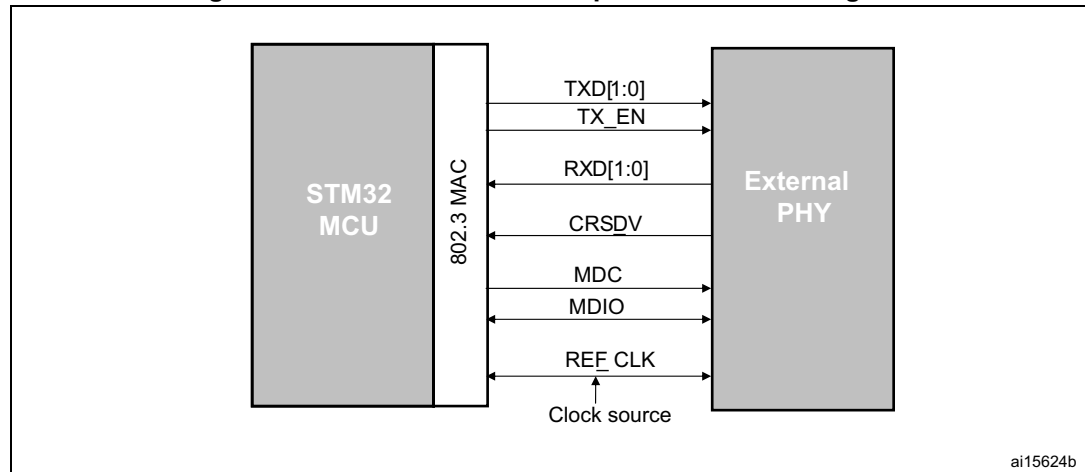 TXD[1:0]
TX_EN
RXD[1:0]
CRSDV
MDC
MDIO
REF_CLK
Clock source
STM32
MCU
802.3 MAC
External
PHY
ai15624b